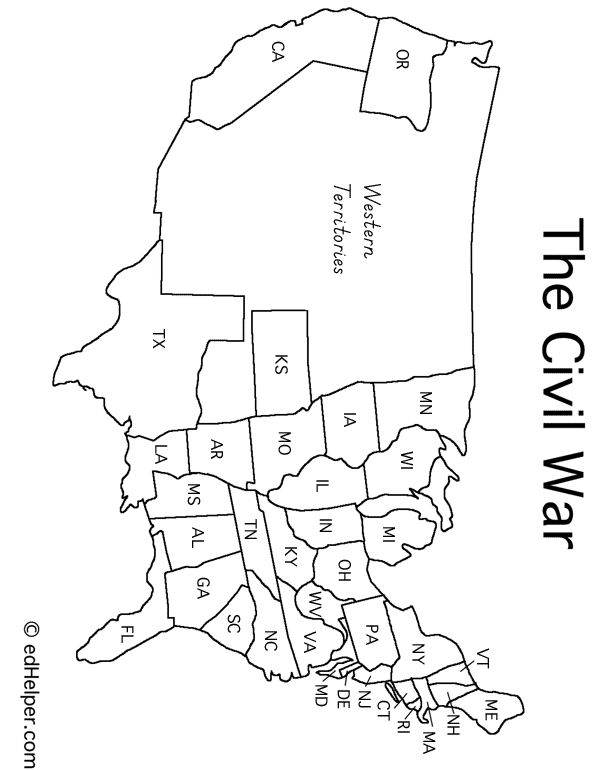 The Civil War
OR
CA
Western
Territories
TX
KS
MN
IA
MO
AR
LA
WI
IL
MS
MI
IN
TN
AL
KY
OH
GA
WV
VA
SC
NC
FL
PA
NY
VT
ME
NH
MA
RI
CT
NJ
DE
MD
© edHelper.com